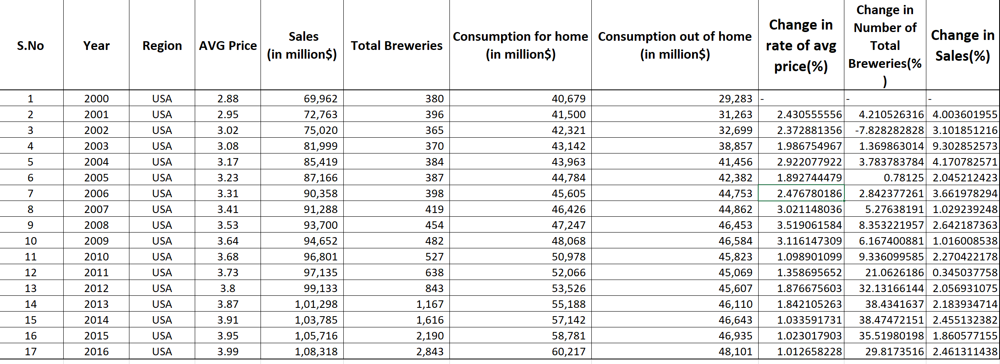 S.No Year Region AVG Price Sales (in million$) Total Breweries Consumption for home (in million$) Consumption out of home (in million$) Change in rate of avg price(%) Change in Number of Total Breweries(%) Change in Sales(%)
1 2000 USA 2.88 69,962 380 40,679 29,283 - - -
2 2001 USA 2.95 72,763 396 41,500 31,263 2.430555556 4.210526316 4.003601955
3 2002 USA 3.02 75,020 365 42,321 32,699 2.372881356 -7.828282828 3.101851216
4 2003 USA 3.08 81,999 370 43,142 38,857 1.986754967 1.369863014 9.302852573
5 2004 USA 3.17 85,419 384 43,963 41,456 2.922077922 3.783783784 4.170782571
6 2005 USA 3.23 87,166 387 44,784 42,382 1.892744479 0.78125 2.045212423
7 2006 USA 3.31 90,358 398 45,605 44,753 2.476780186 2.842377261 3.661978294
8 2007 USA 3.41 91,288 419 46,426 44,862 3.021148036 5.27638191 1.029239248
9 2008 USA 3.53 93,700 454 47,247 46,453 3.519061584 8.353221957 2.642187363
10 2009 USA 3.64 94,652 482 48,068 46,584 3.116147309 6.167400881 1.016008538
11 2010 USA 3.68 96,801 527 50,978 45,823 1.098901099 9.336099585 2.270422178
12 2011 USA 3.73 97,135 638 52,066 45,069 1.358695652 21.0626186 0.345037758
13 2012 USA 3.8 99,133 843 53,526 45,607 1.876675603 32.13166144 2.056931075
14 2013 USA 3.87 1,01,298 1,167 55,188 46,110 1.842105263 38.4341637 2.183934714
15 2014 USA 3.91 1,03,785 1,616 57,142 46,643 1.033591731 38.47472151 2.455132382
16 2015 USA 3.95 1,05,716 2,190 58,781 46,935 1.023017903 35.51980198 1.860577155
17 2016 USA 3.99 1,08,318 2,843 60,217 48,101 1.012658228 29.8173516 2.461311438